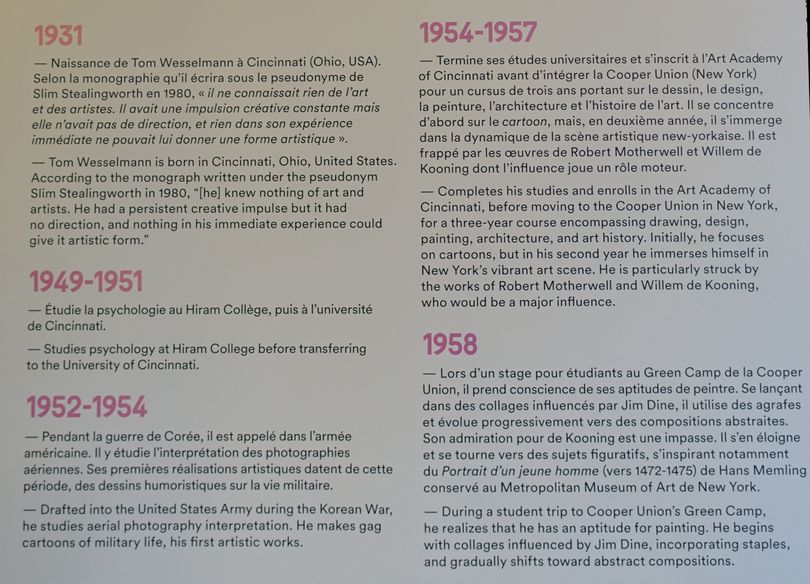 1931
— Naissance de Tom Wesselmann à Cincinnati (Ohio, USA).
Selon la monographie qu'il écrira sous le pseudonyme de
Slim Stealingworth en 1980, « il ne connaissait rien de l'art
et des artistes. Il avait une impulsion créative constante mais
elle n'avait pas de direction, et rien dans son expérience
immédiate ne pouvait lui donner une forme artistique ».
— Tom Wesselmann is born in Cincinnati, Ohio, United States.
According to the monograph written under the pseudonym
Slim Stealingworth in 1980, “[he] knew nothing of art and
artists. He had a persistent creative impulse but it had
no direction, and nothing in his immediate experience could
give it artistic form.”
1949-1951
— Étudie la psychologie au Hiram Collège, puis à l'université
de Cincinnati.
— Studies psychology at Hiram College before transferring
to the University of Cincinnati.
1952-1954
— Pendant la guerre de Corée, il est appelé dans l'armée
américaine. Il y étudie l'interprétation des photographies
aériennes. Ses premières réalisations artistiques datent de cette
période, des dessins humoristiques sur la vie militaire.
— Drafted into the United States Army during the Korean War,
he studies aerial photography interpretation. He makes gag
cartoons of military life, his first artistic works.
1954-1957
— Termine ses études universitaires et s'inscrit à l'Art Academy
of Cincinnati avant d'intégrer la Cooper Union (New York)
pour un cursus de trois ans portant sur le dessin, le design,
la peinture, l'architecture et l'histoire de l'art. Il se concentre
d'abord sur le cartoon, mais, en deuxième année, il s'immerge
dans la dynamique de la scène artistique new-yorkaise. Il est
frappé par les œuvres de Robert Motherwell et Willem de
Kooning dont l'influence joue un rôle moteur.
— Completes his studies and enrolls in the Art Academy of
Cincinnati, before moving to the Cooper Union in New York,
for a three-year course encompassing drawing, design,
painting, architecture, and art history. Initially, he focuses
on cartoons, but in his second year he immerses himself in
New York's vibrant art scene. He is particularly struck by
the works of Robert Motherwell and Willem de Kooning,
who would be a major influence.
1958
— Lors d'un stage pour étudiants au Green Camp de la Cooper
Union, il prend conscience de ses aptitudes de peintre. Se lançant
dans des collages influencés par Jim Dine, il utilise des agrafes
et évolue progressivement vers des compositions abstraites.
Son admiration pour de Kooning est une impasse. Il s'en éloigne
et se tourne vers des sujets figuratifs, s'inspirant notamment
du Portrait d'un jeune homme (vers 1472-1475) de Hans Memling
conservé au Metropolitan Museum of Art de New York.
— During a student trip to Cooper Union's Green Camp,
he realizes that he has an aptitude for painting. He begins
with collages influenced by Jim Dine, incorporating staples,
and gradually shifts toward abstract compositions.